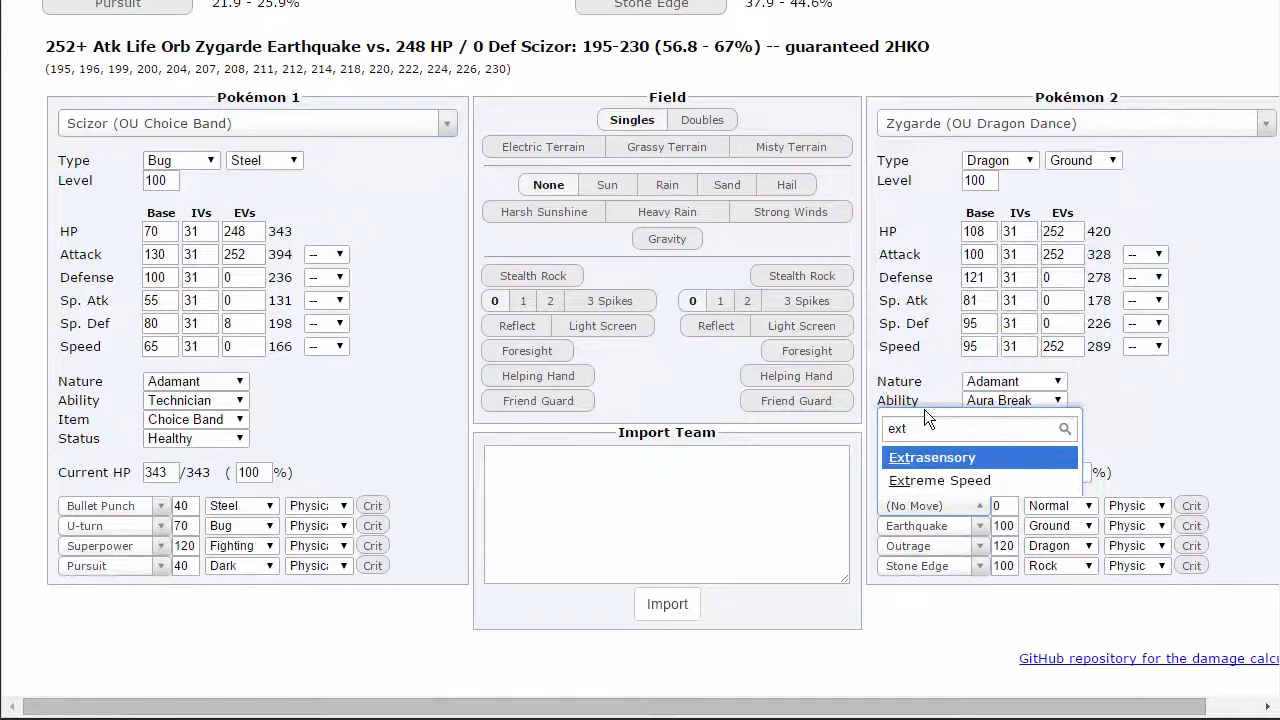 Pursuit 21.9 - 25.9% Stone Edge 37.9 - 44.6%
252+ Atk Life Orb Zygarde Earthquake vs. 248 HP / 0 Def Scizor: 195-230 (56.8 - 67%) -- guaranteed 2HKO
(195, 196, 199, 200, 204, 207, 208, 211, 212, 214, 218, 220, 222, 224, 226, 230)
Pokémon 1
Scizor (OU Choice Band)
Type Bug Steel
Level 100
Base IVs EVs
HP 70 31 248 343
Attack 130 31 252 394 --
Defense 100 31 0 236 --
Sp. Atk 55 31 0 131 --
Sp. Def 80 31 8 198 --
Speed 65 31 0 166 --
Nature Adamant
Ability Technician
Item Choice Band
Status Healthy
Current HP 343 /343 ( 100 %)
Bullet Punch 40 Steel Physica Crit
U-turn 70 Bug Physica Crit
Superpower 120 Fighting Physica Crit
Pursuit 40 Dark Physica Crit
Field
Singles Doubles
Electric Terrain Grassy Terrain Misty Terrain
None Sun Rain Sand Hail
Harsh Sunshine Heavy Rain Strong Winds
Gravity
Stealth Rock Stealth Rock
0 1 2 3 Spikes 0 1 2 3 Spikes
Reflect Light Screen Reflect Light Screen
Foresight Foresight
Helping Hand Helping Hand
Friend Guard Friend Guard
Import Team
Import
Pokémon 2
Zygarde (OU Dragon Dance)
Type Dragon Ground
Level 100
Base IVs EVs
HP 108 31 252 420
Attack 100 31 252 328 --
Defense 121 31 0 278 --
Sp. Atk 81 31 0 178 --
Sp. Def 95 31 0 226 --
Speed 95 31 252 289 --
Nature Adamant
Ability Aura Break
ext
Extrasensory
Extreme Speed
%)
(No Move) 0 Normal Physic Crit
Earthquake 100 Ground Physic Crit
Outrage 120 Dragon Physic Crit
Stone Edge 100 Rock Physic Crit
GitHub repository for the damage calcu